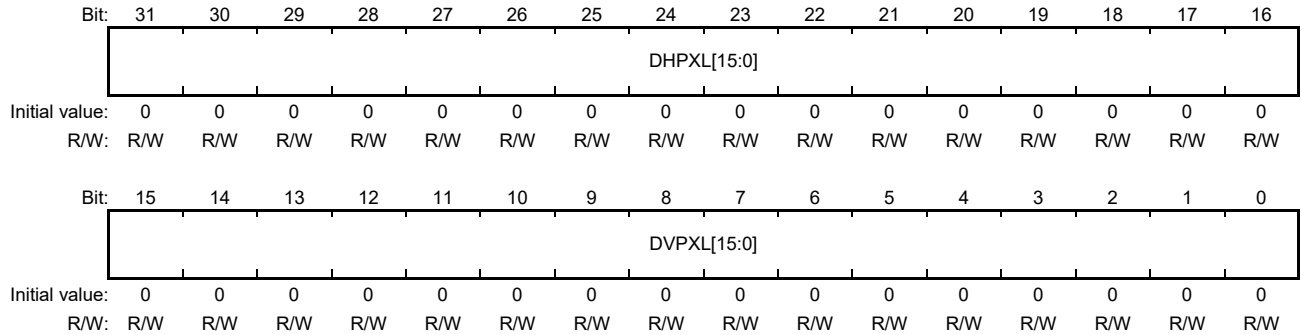 Bit: 31 30 29 28 27 26 25 24 23 22 21 20 19 18 17 16
DHPXL[15:0]
Initial value: 0 0 0 0 0 0 0 0 0 0 0 0 0 0 0 0
R/W: R/W R/W R/W R/W R/W R/W R/W R/W R/W R/W R/W R/W R/W R/W R/W R/W
Bit: 15 14 13 12 11 10 9 8 7 6 5 4 3 2 1 0
DVPXL[15:0]
Initial value: 0 0 0 0 0 0 0 0 0 0 0 0 0 0 0 0
R/W: R/W R/W R/W R/W R/W R/W R/W R/W R/W R/W R/W R/W R/W R/W R/W R/W